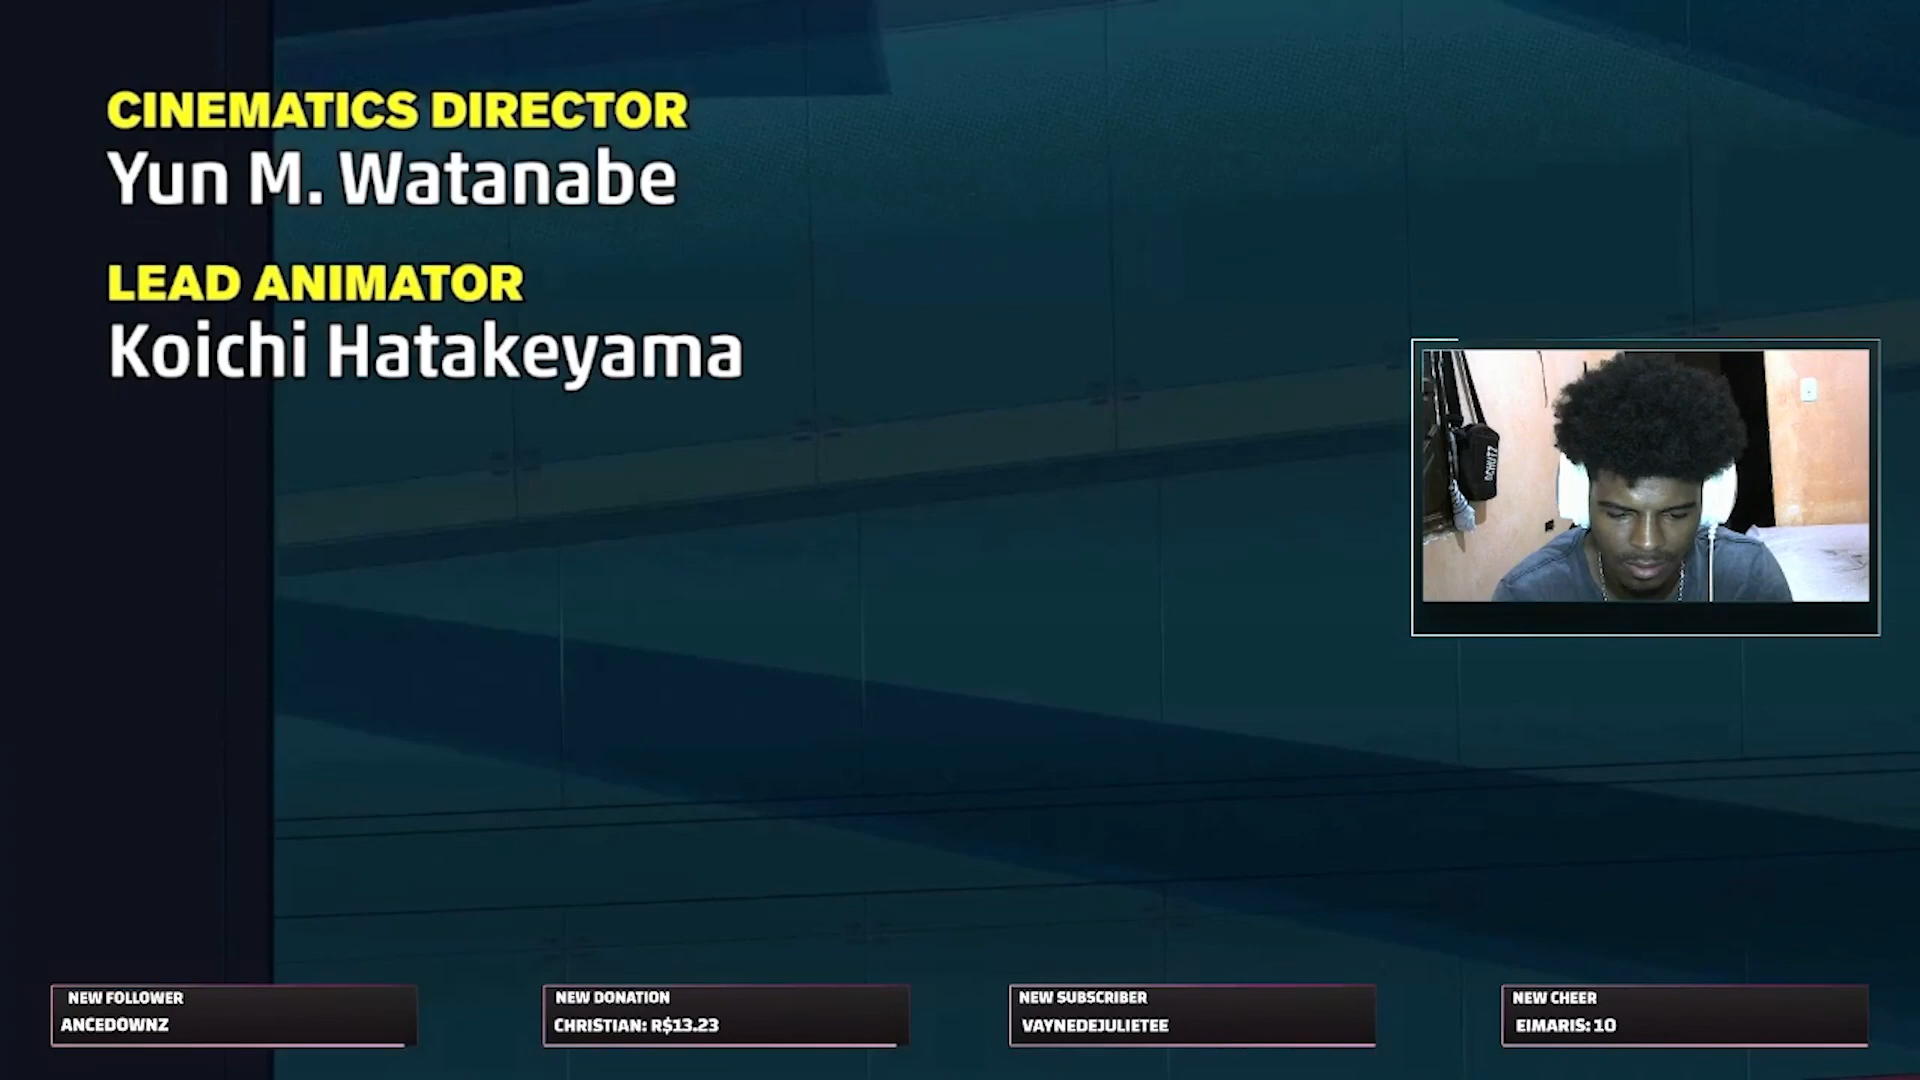 CINEMATICS DIRECTOR
Yun M. Watanabe
LEAD ANIMATOR
Koichi Hatakeyama
SCHUTZ
NEW FOLLOWER
ANCEDOWNZ
NEW DONATION
CHRISTIAN: R$13.23
NEW SUBSCRIBER
VAYNEDEJULIETEE
NEW CHEER
EIMARIS: 10